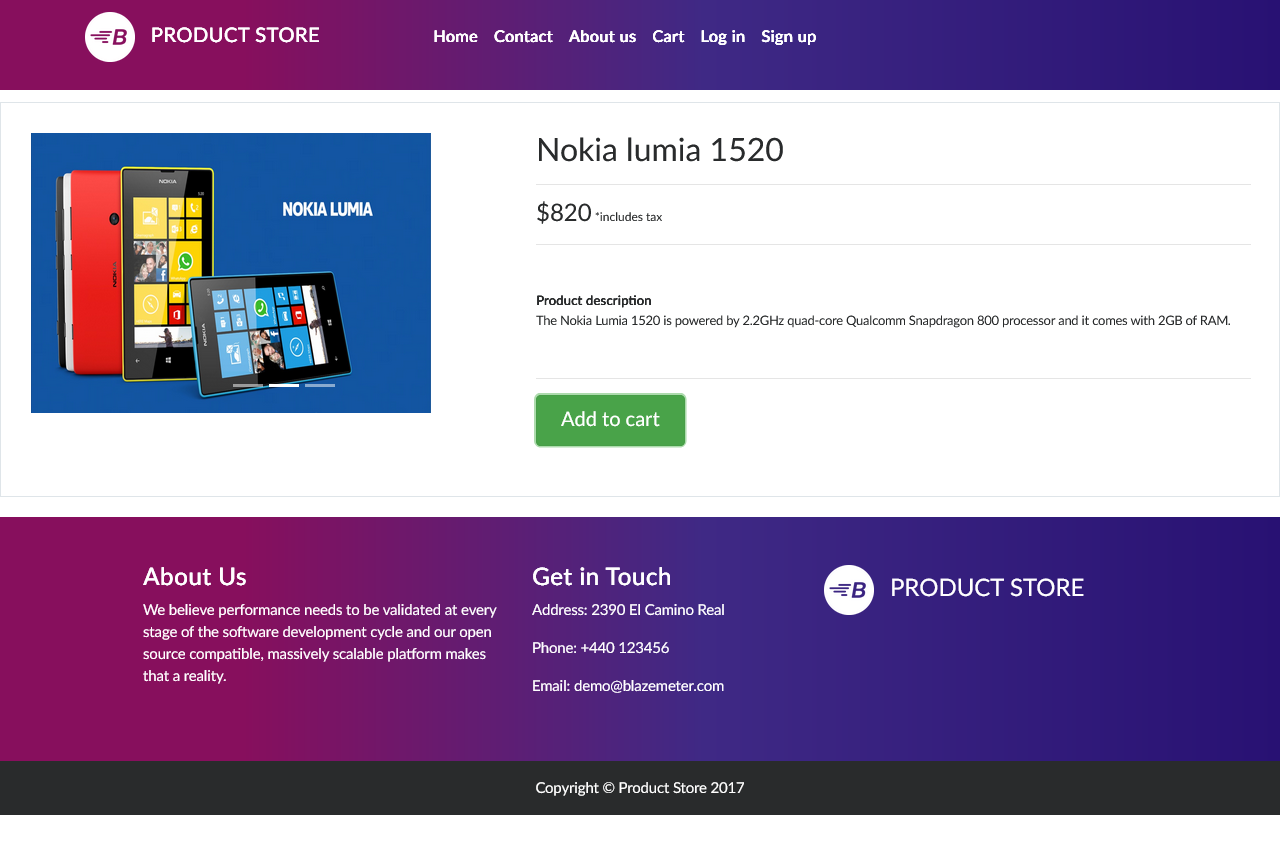 B PRODUCT STORE
Home Contact About us Cart Log in Sign up
NOKIA
NOKIA LUMIA
NOKIA
NOKIA
Nokia lumia 1520
$820 *includes tax
Product description
The Nokia Lumia 1520 is powered by 2.2GHz quad-core Qualcomm Snapdragon 800 processor and it comes with 2GB of RAM.
Add to cart
About Us
We believe performance needs to be validated at every
stage of the software development cycle and our open
source compatible, massively scalable platform makes
that a reality.
Get in Touch
Address: 2390 El Camino Real
Phone: +440 123456
Email: demo@blazemeter.com
B PRODUCT STORE
Copyright © Product Store 2017